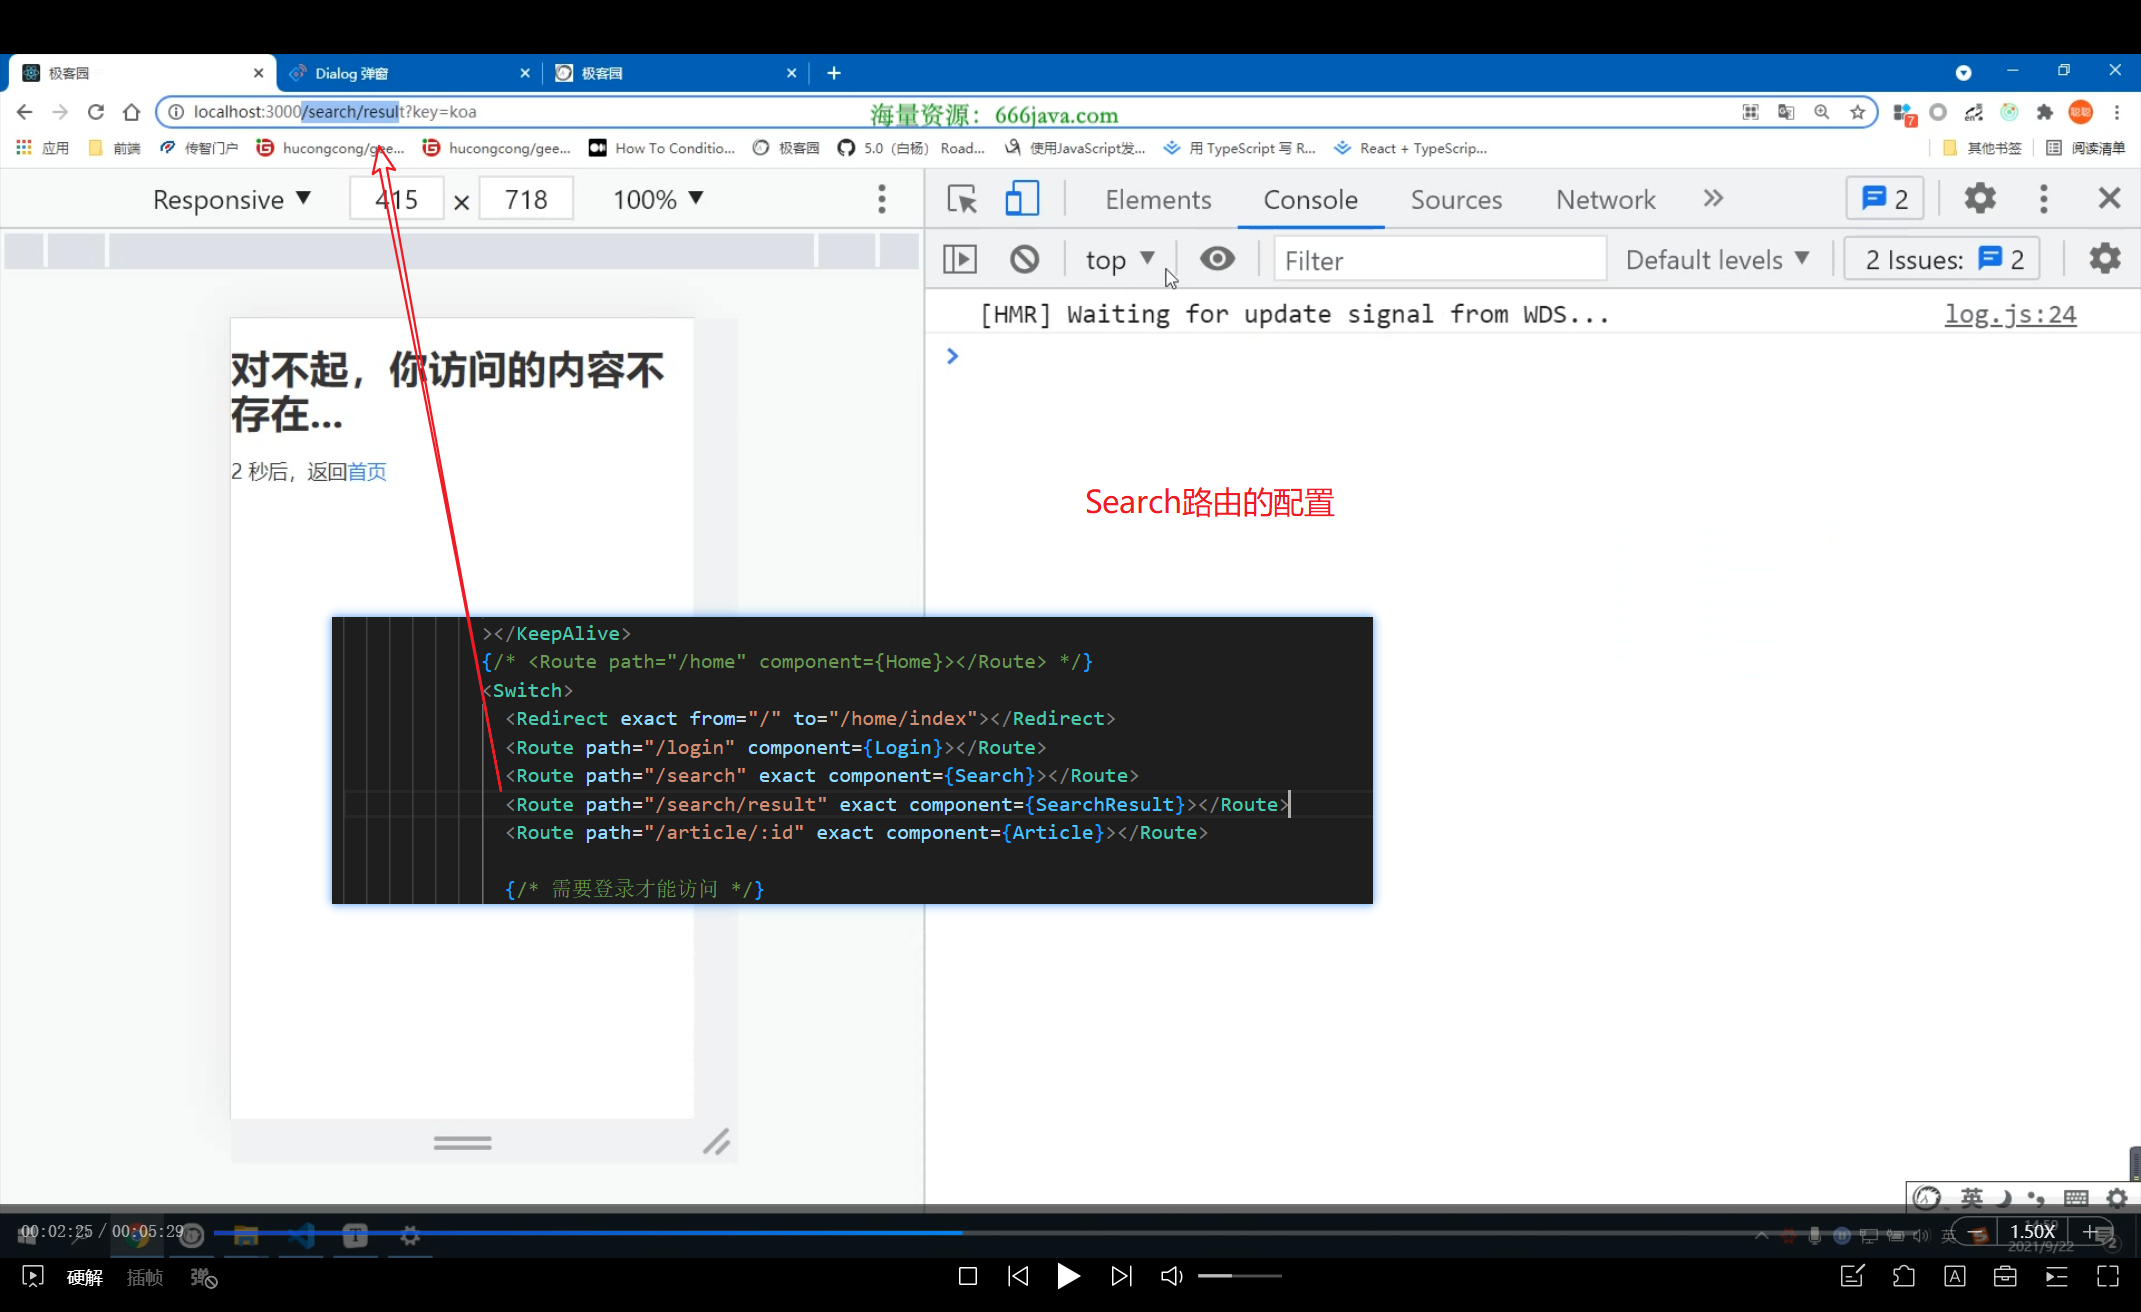 极客园
Dialog 弹窗
极客园
localhost:3000/search/result?key=koa
海量资源：666java.com
7
应用
前端
传智门户
hucongcong/gee...
hucongcong/gee...
How To Conditio...
极客园
5.0（白杨） Road...
使用JavaScript发...
用 TypeScript 写 R...
React + TypeScrip...
其他书签
阅读清单
Responsive
415 × 718
100%
Elements
Console
Sources
Network
2
top
Filter
Default levels
2 Issues: 2
[HMR] Waiting for update signal from WDS...
log.js:24
对不起，你访问的内容不
存在...
2 秒后，返回首页
Search路由的配置
></KeepAlive>
{/* <Route path="/home" component={Home}></Route> */}
<Switch>
<Redirect exact from="/" to="/home/index"></Redirect>
<Route path="/login" component={Login}></Route>
<Route path="/search" exact component={Search}></Route>
<Route path="/search/result" exact component={SearchResult}></Route>
<Route path="/article/:id" exact component={Article}></Route>
{/* 需要登录才能访问 */}
英
00:02:25 / 00:05:29
英
1.50X
2021/9/22
硬解
插帧
弹